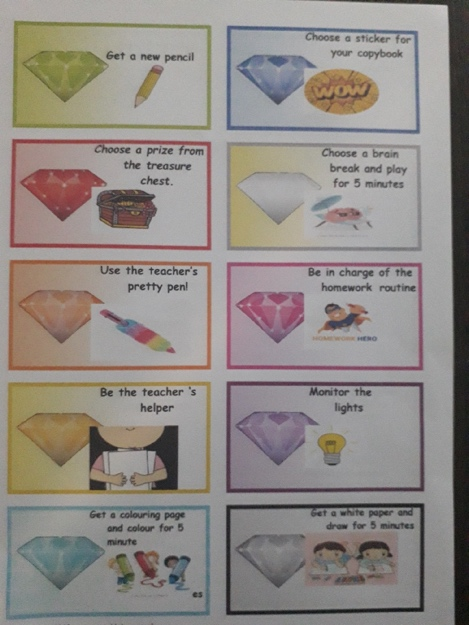 Get a new pencil
Choose a sticker for
your copybook
WOW
Choose a prize from
the treasure
chest.
Choose a brain
break and play
for 5 minutes
Use the teacher's
pretty pen!
Be in charge of the
homework routine
HOMEWORK HERO
Be the teacher 's
helper
Monitor the
lights
Get a colouring page
and colour for 5
minute
es
Get a white paper and
draw for 5 minutes